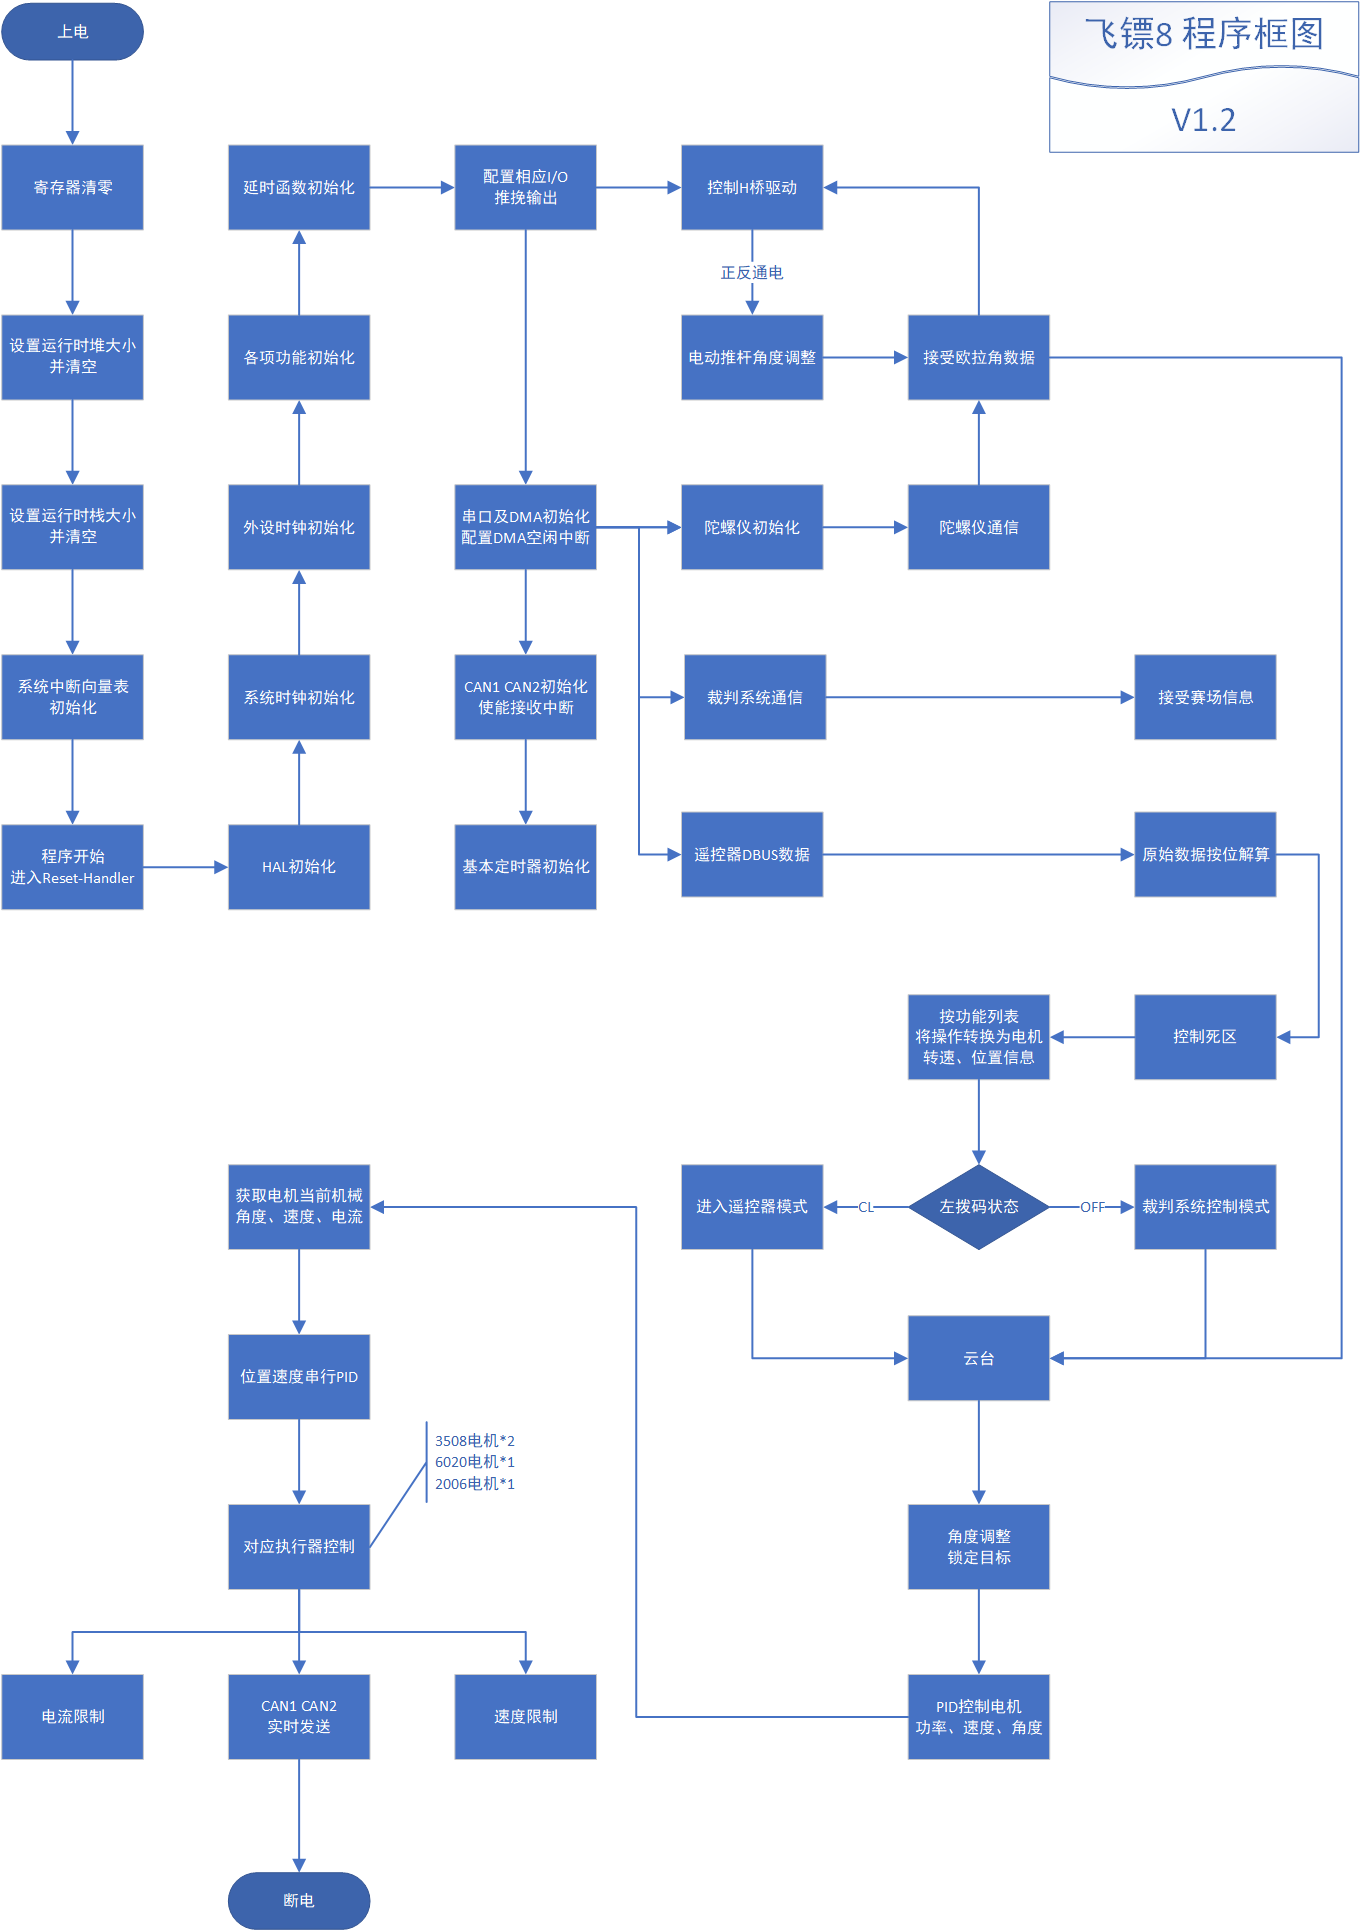 上电
飞镖8 程序框图
V1.2
寄存器清零
延时函数初始化
配置相应I/O
推挽输出
控制H桥驱动
正反通电
设置运行时堆大小
并清空
各项功能初始化
电动推杆角度调整
接受欧拉角数据
设置运行时栈大小
并清空
外设时钟初始化
串口及DMA初始化
配置DMA空闲中断
陀螺仪初始化
陀螺仪通信
系统中断向量表
初始化
系统时钟初始化
CAN1 CAN2初始化
使能接收中断
裁判系统通信
接受赛场信息
程序开始
进入Reset-Handler
HAL初始化
基本定时器初始化
遥控器DBUS数据
原始数据按位解算
按功能列表
将操作转换为电机
转速、位置信息
控制死区
获取电机当前机械
角度、速度、电流
进入遥控器模式
CL
左拨码状态
OFF
裁判系统控制模式
云台
位置速度串行PID
3508电机*2
6020电机*1
2006电机*1
对应执行器控制
角度调整
锁定目标
电流限制
CAN1 CAN2
实时发送
速度限制
PID控制电机
功率、速度、角度
断电